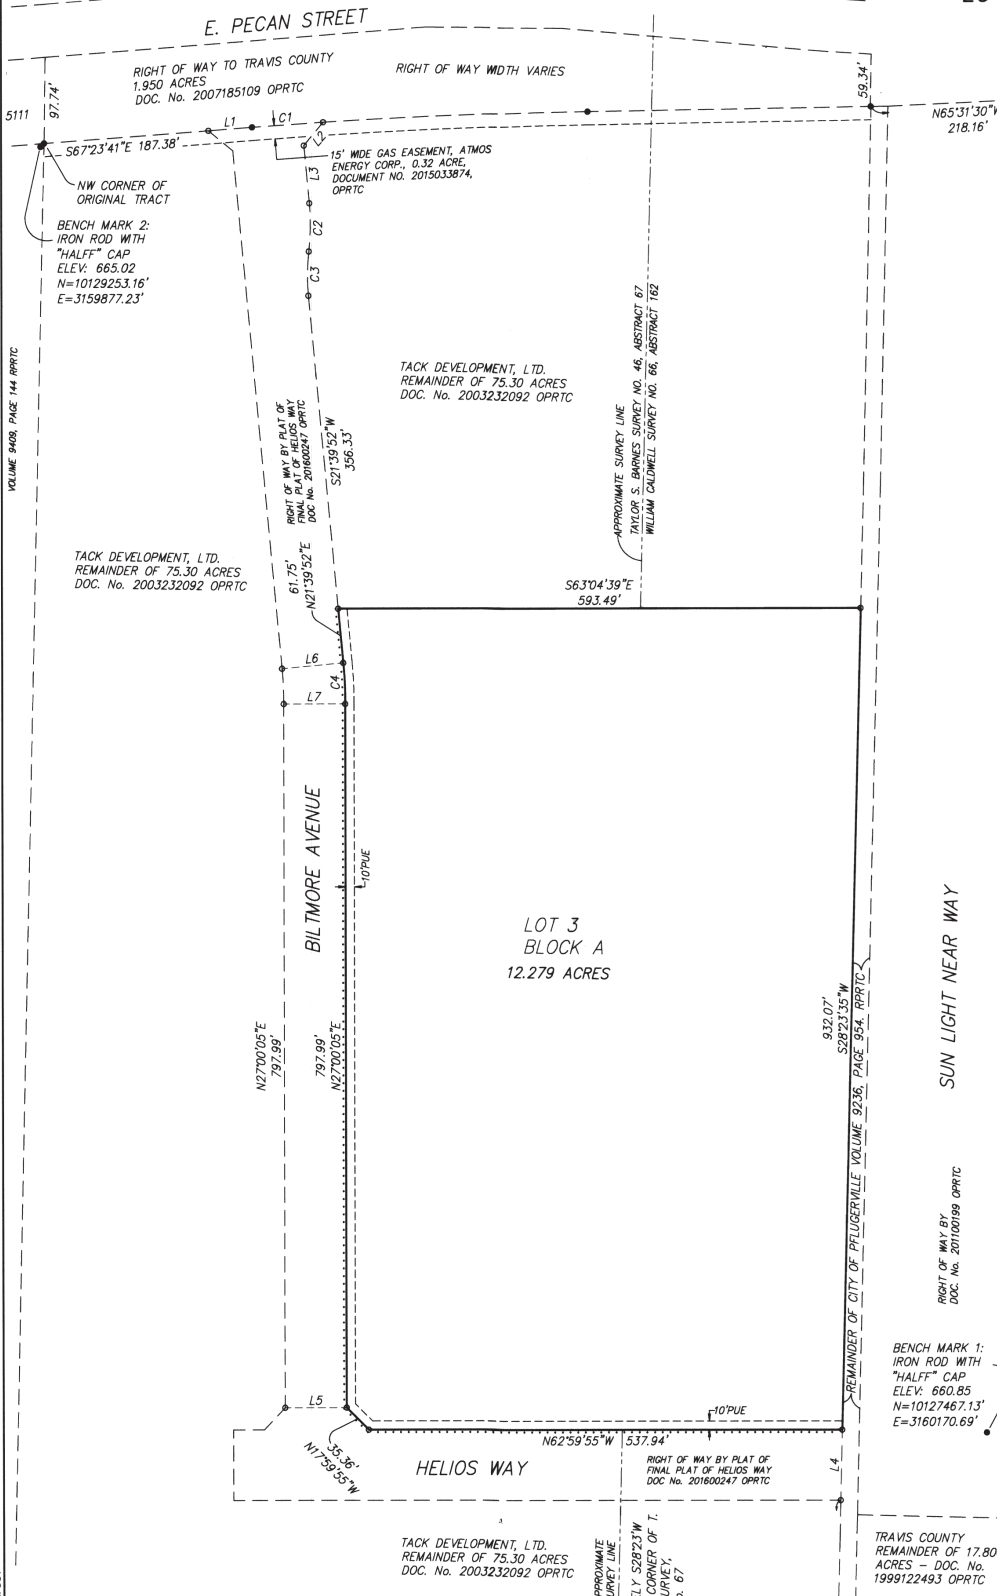 E. PECAN STREET
RIGHT OF WAY TO TRAVIS COUNTY
1.950 ACRES
DOC. No. 2007185109 OPRTC
RIGHT OF WAY WIDTH VARIES
5111
97.74'
59.34'
N65°31'30"W
218.16'
L1
C1
L2
S67°23'41"E 187.38'
15' WIDE GAS EASEMENT, ATMOS
ENERGY CORP., 0.32 ACRE,
DOCUMENT NO. 2015033874,
OPRTC
L3
NW CORNER OF
ORIGINAL TRACT
C2
C3
BENCH MARK 2:
IRON ROD WITH
"HALFF" CAP
ELEV: 665.02
N=10129253.16'
E=3159877.23'
VOLUME 9409, PAGE 144 RPRTC
TACK DEVELOPMENT, LTD.
REMAINDER OF 75.30 ACRES
DOC. No. 2003232092 OPRTC
APPROXIMATE SURVEY LINE
TAYLOR S. BARNES SURVEY NO. 46, ABSTRACT 67
WILLIAM CALDWELL SURVEY NO. 66, ABSTRACT 162
RIGHT OF WAY BY PLAT OF
FINAL PLAT OF HELIOS WAY
DOC No. 201600247 OPRTC
S21°39'52"W
356.33'
TACK DEVELOPMENT, LTD.
REMAINDER OF 75.30 ACRES
DOC. No. 2003232092 OPRTC
61.75'
N21°39'52"E
S63°04'39"E
593.49'
L6
C4
L7
BILTMORE AVENUE
10'PUE
LOT 3
BLOCK A
12.279 ACRES
N27°00'05"E
797.99'
797.99'
N27°00'05"E
932.07'
S28°23'35"W
REMAINDER OF CITY OF PFLUGERVILLE VOLUME 9236, PAGE 954. RPRTC
SUN LIGHT NEAR WAY
RIGHT OF WAY BY
DOC. No. 201100199 OPRTC
BENCH MARK 1:
IRON ROD WITH
"HALFF" CAP
ELEV: 660.85
N=10127467.13'
E=3160170.69'
L5
35.36'
N17°59'55"W
10'PUE
N62°59'55"W 537.94'
HELIOS WAY
RIGHT OF WAY BY PLAT OF
FINAL PLAT OF HELIOS WAY
DOC No. 201600247 OPRTC
L4
TACK DEVELOPMENT, LTD.
REMAINDER OF 75.30 ACRES
DOC. No. 2003232092 OPRTC
LY S28°23'W
CORNER OF T.
67
TRAVIS COUNTY
REMAINDER OF 17.80
ACRES - DOC. No.
1999122493 OPRTC